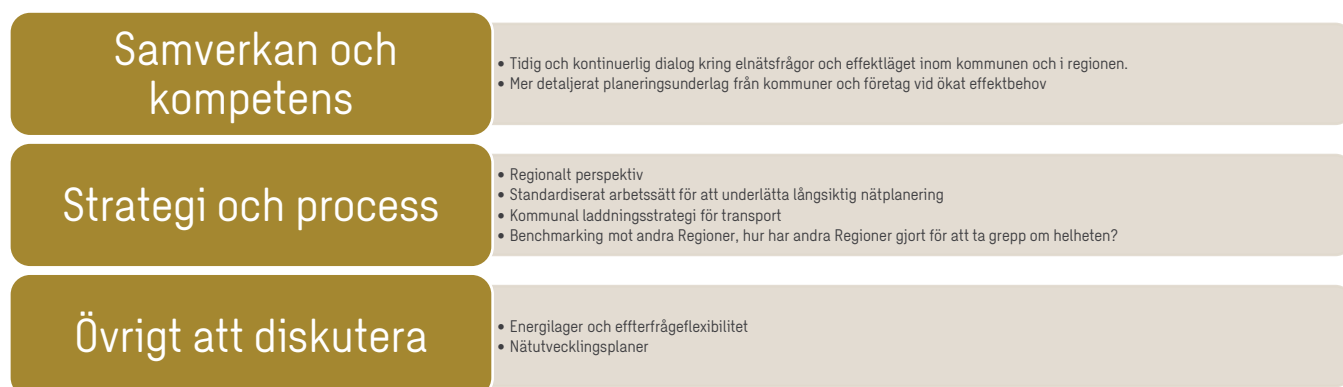 Samverkan och
kompetens
• Tidig och kontinuerlig dialog kring elnätsfrågor och effektläget inom kommunen och i regionen.
• Mer detaljerat planeringsunderlag från kommuner och företag vid ökat effektbehov
Strategi och process
• Regionalt perspektiv
• Standardiserat arbetssätt för att underlätta långsiktig nätplanering
• Kommunal laddningsstrategi för transport
• Benchmarking mot andra Regioner, hur har andra Regioner gjort för att ta grepp om helheten?
Övrigt att diskutera
• Energilager och effterfrågeflexibilitet
• Nätutvecklingsplaner